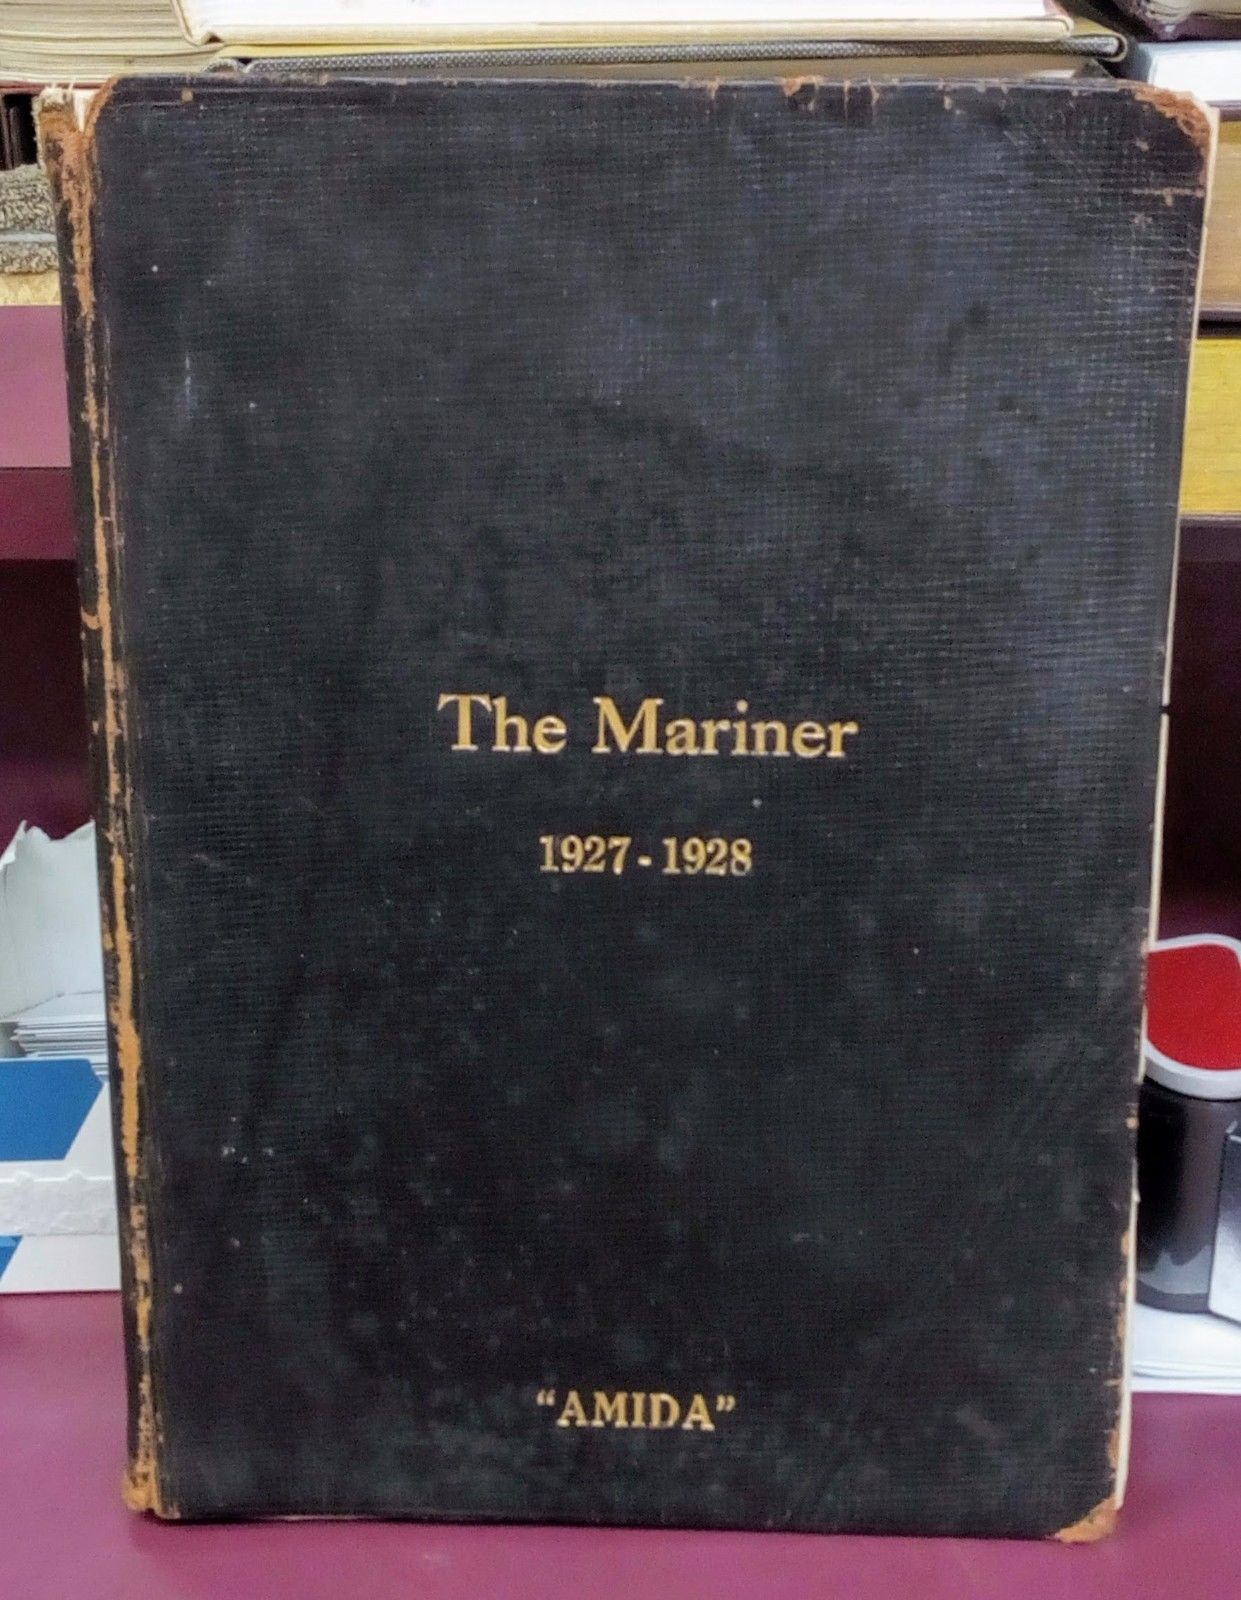 The Mariner
1927-1928
“AMIDA”